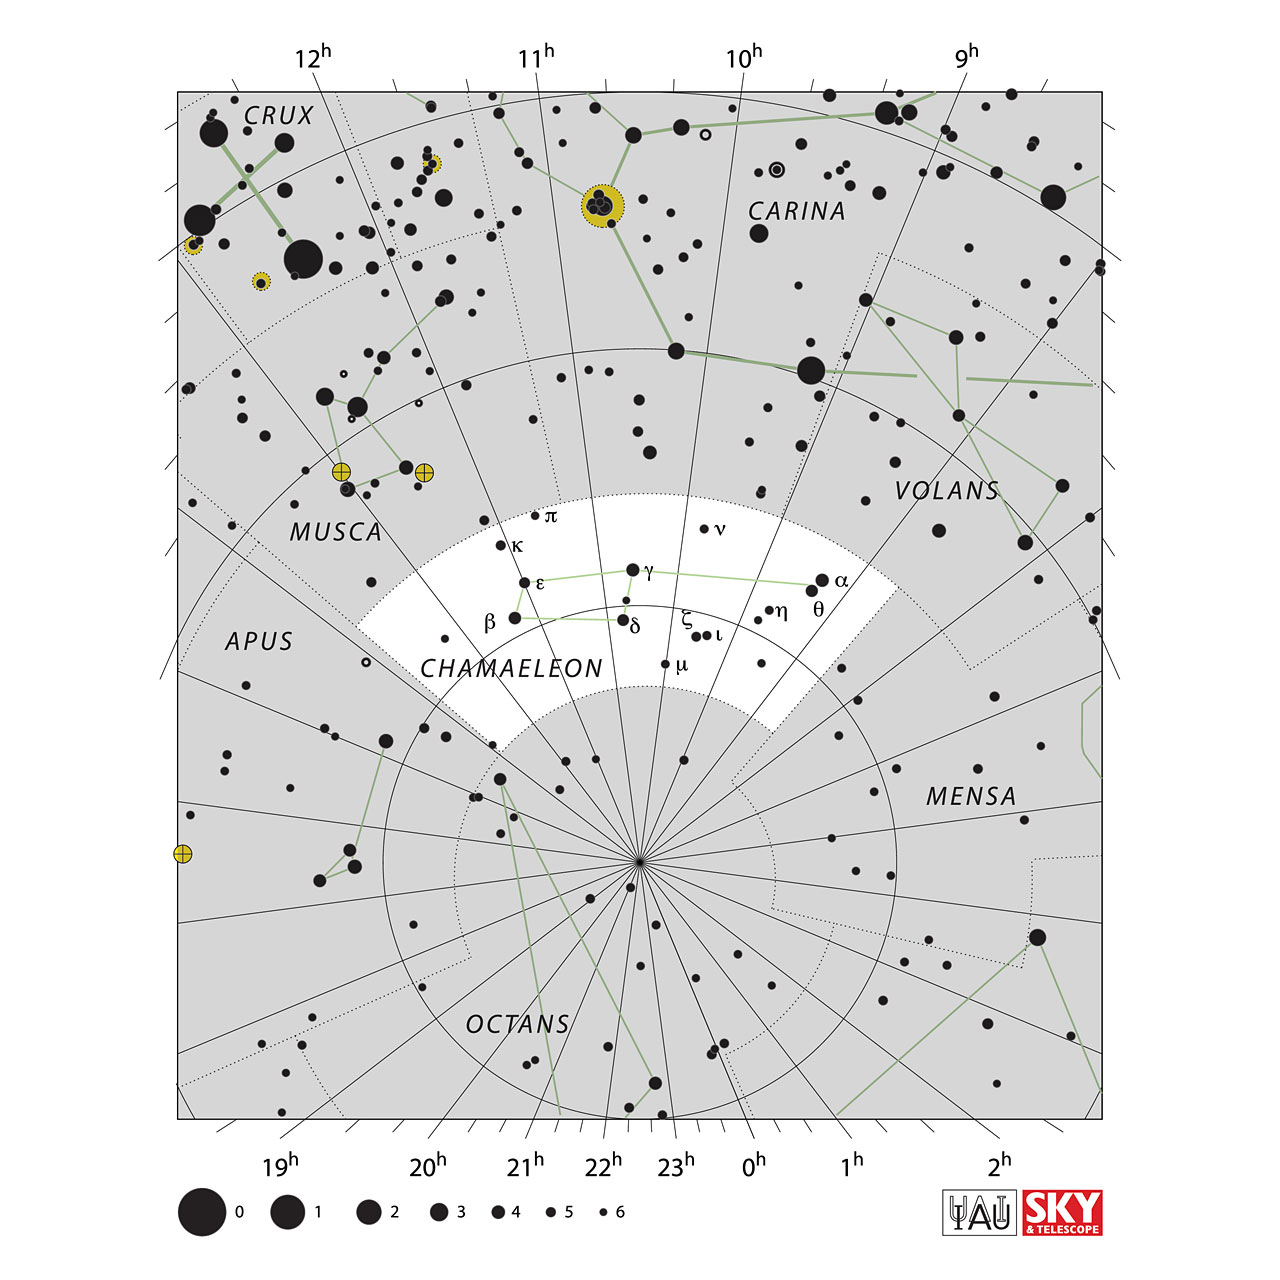 12h 11h 10h 9h
CRUX
CARINA
VOLANS
MUSCA
π
ν
κ
ε γ α
θ
η
β δ ζ ι
APUS
CHAMAELEON μ
MENSA
OCTANS
19h 20h 21h 22h 23h 0h 1h 2h
0 1 2 3 4 5 6
IAU
SKY
& TELESCOPE